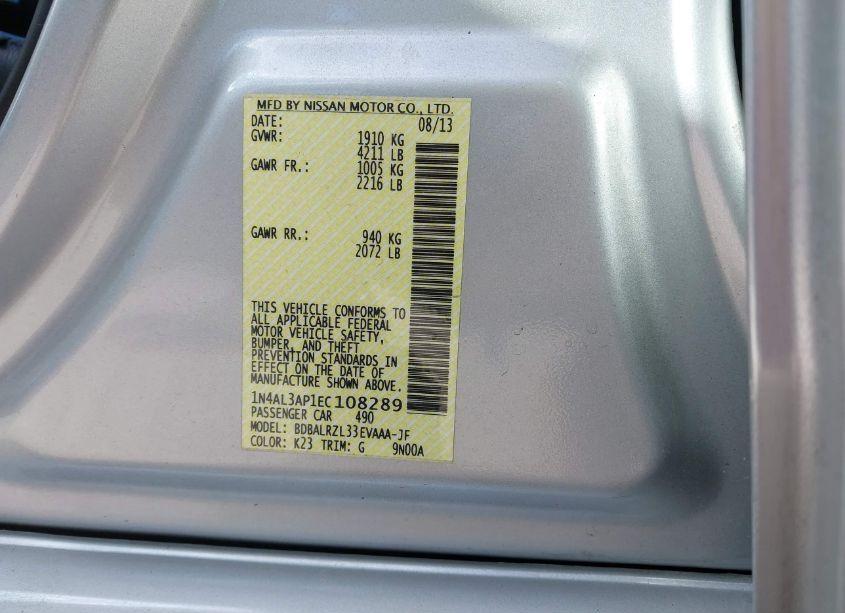 MFD BY NISSAN MOTOR CO., LTD.
DATE: 08/13
GVWR: 1910 KG
4211 LB
GAWR FR.: 1005 KG
2216 LB
GAWR RR.: 940 KG
2072 LB
THIS VEHICLE CONFORMS TO
ALL APPLICABLE FEDERAL
MOTOR VEHICLE SAFETY,
BUMPER, AND THEFT
PREVENTION STANDARDS IN
EFFECT ON THE DATE OF
MANUFACTURE SHOWN ABOVE.
1N4AL3AP1EC108289
PASSENGER CAR 490
MODEL: BDBALRZL33EVAAA-JF
COLOR: K23 TRIM: G 9N00A